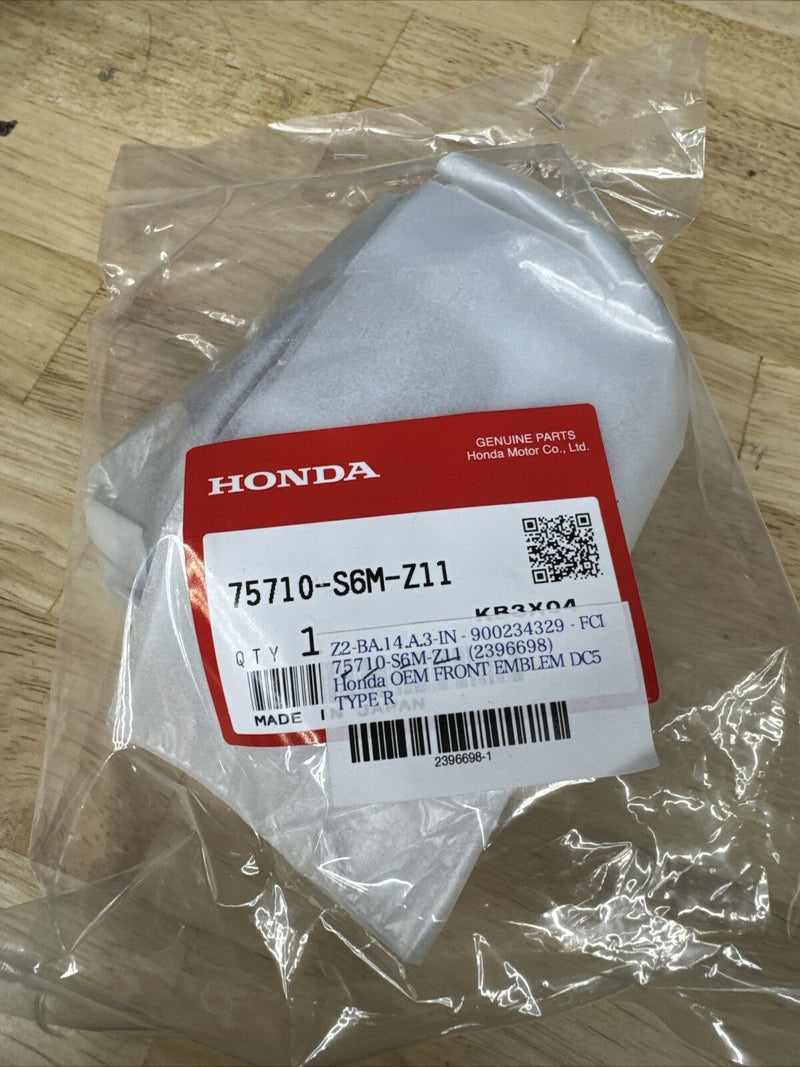 HONDA
GENUINE PARTS
Honda Motor Co., Ltd.
75710-S6M-Z11
KB3X04
QTY 1
Z2-BA.14.A.3-IN - 900234329 - FCI
75710-S6M-Z11 (2396698)
Honda OEM FRONT EMBLEM DC5
TYPE R
MADE IN JAPAN
2396698-1